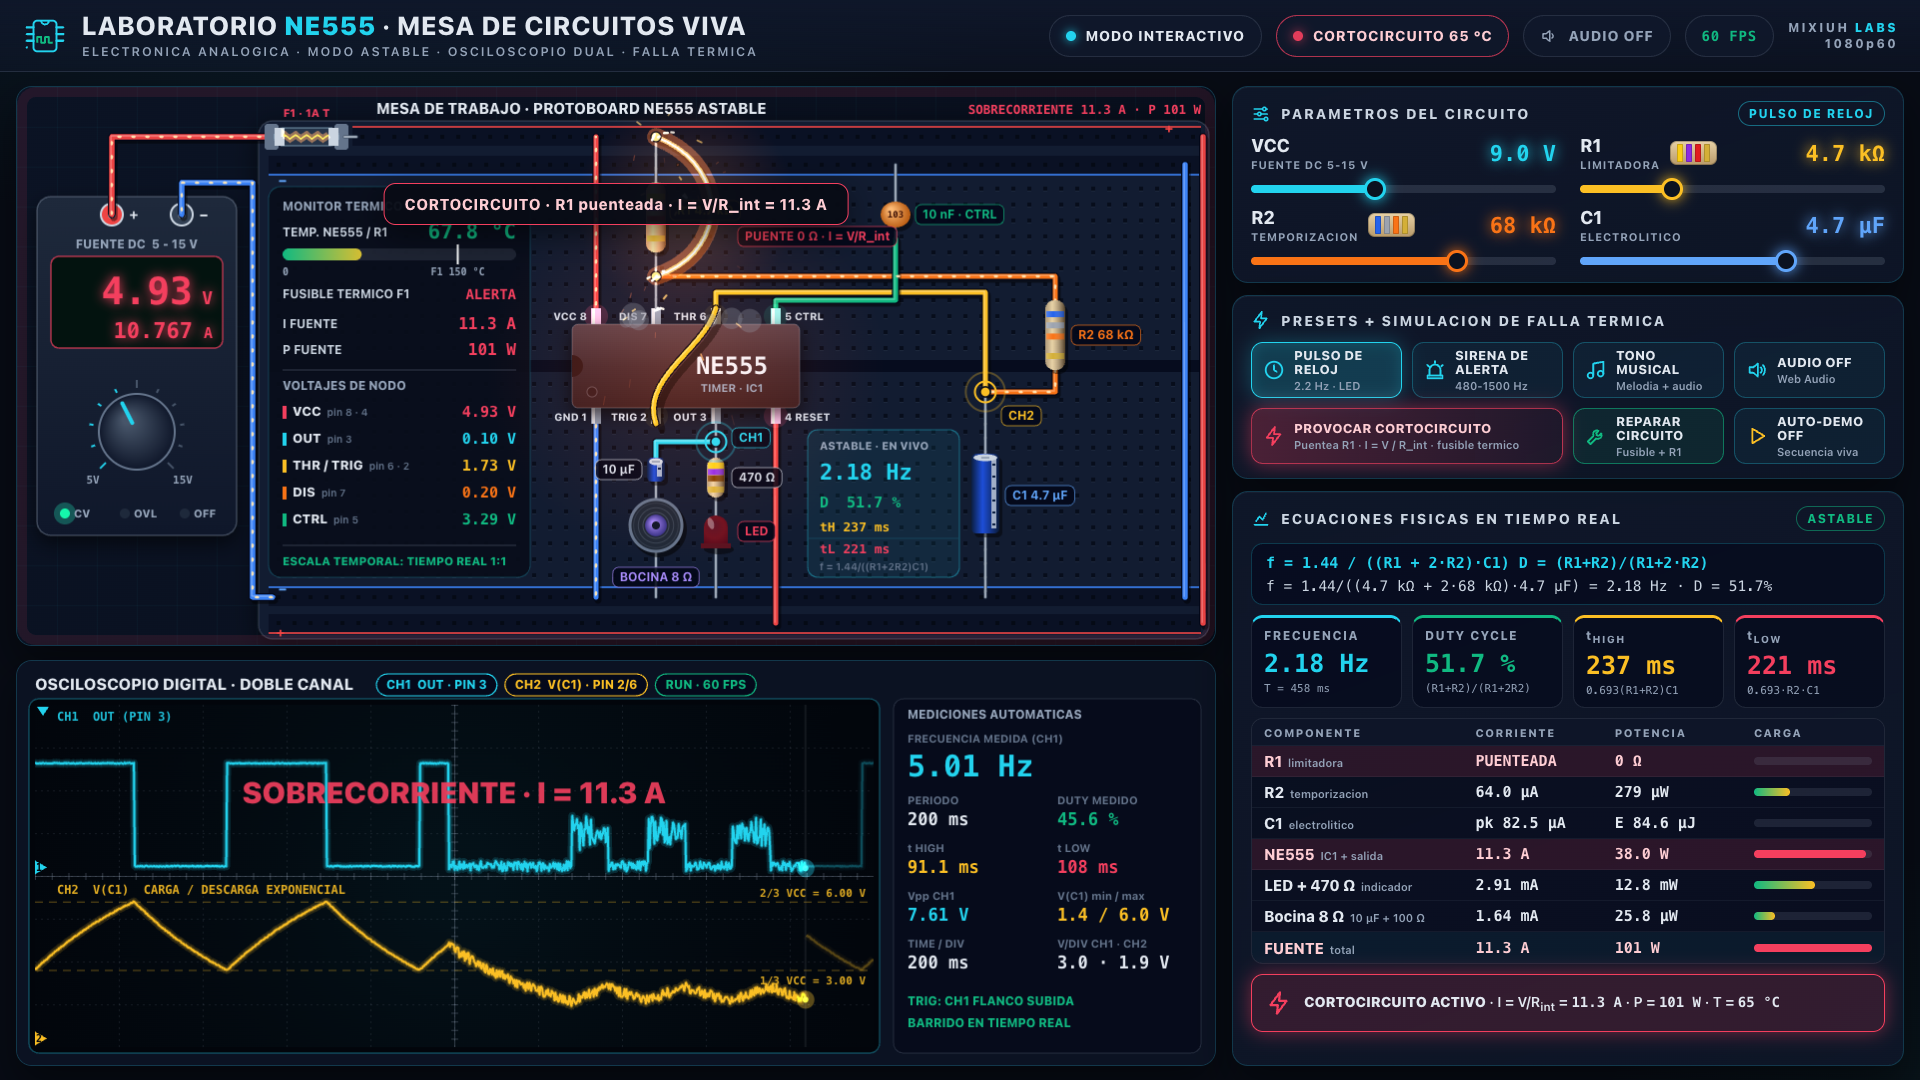 LABORATORIO NE555 · MESA DE CIRCUITOS VIVA
ELECTRONICA ANALOGICA · MODO ASTABLE · OSCILOSCOPIO DUAL · FALLA TERMICA
MODO INTERACTIVO
CORTOCIRCUITO 65 ºC
AUDIO OFF
60 FPS
MIXIUH LABS
1080p60
F1 · 1A T
MESA DE TRABAJO · PROTOBOARD NE555 ASTABLE
SOBRECORRIENTE 11.3 A · P 101 W
+
−
FUENTE DC 5 - 15 V
4.93 V
10.767 A
5V
15V
CV
OVL
OFF
CORTOCIRCUITO · R1 puenteada · I = V/R_int = 11.3 A
TEMP. NE555 / R1
67.8 °C
0
F1 150 °C
FUSIBLE TERMICO F1
ALERTA
I FUENTE
11.3 A
P FUENTE
101 W
VOLTAJES DE NODO
VCC pin 8 · 4
4.93 V
OUT pin 3
0.10 V
THR / TRIG pin 6 · 2
1.73 V
DIS pin 7
0.20 V
CTRL pin 5
3.29 V
ESCALA TEMPORAL: TIEMPO REAL 1:1
PUENTE 0 Ω · I = V/R_int
103
10 nF · CTRL
VCC 8
DIS 7
THR 6
5 CTRL
NE555
TIMER · IC1
GND 1
TRIG 2
OUT 3
4 RESET
R2 68 kΩ
CH2
CH1
10 µF
470 Ω
LED
BOCINA 8 Ω
C1 4.7 µF
ASTABLE · EN VIVO
2.18 Hz
D 51.7 %
tH 237 ms
tL 221 ms
f = 1.44/((R1+2R2)C1)
OSCILOSCOPIO DIGITAL · DOBLE CANAL
CH1 OUT · PIN 3
CH2 V(C1) · PIN 2/6
RUN · 60 FPS
CH1 OUT (PIN 3)
SOBRECORRIENTE · I = 11.3 A
CH2 V(C1) CARGA / DESCARGA EXPONENCIAL
2/3 VCC = 6.00 V
1/3 VCC = 3.00 V
MEDICIONES AUTOMATICAS
FRECUENCIA MEDIDA (CH1)
5.01 Hz
PERIODO
200 ms
DUTY MEDIDO
45.6 %
t HIGH
91.1 ms
t LOW
108 ms
Vpp CH1
7.61 V
V(C1) min / max
1.4 / 6.0 V
TIME / DIV
200 ms
V/DIV CH1 · CH2
3.0 · 1.9 V
TRIG: CH1 FLANCO SUBIDA
BARRIDO EN TIEMPO REAL
PARAMETROS DEL CIRCUITO
PULSO DE RELOJ
VCC
FUENTE DC 5-15 V
9.0 V
R1
LIMITADORA
4.7 kΩ
R2
TEMPORIZACION
68 kΩ
C1
ELECTROLITICO
4.7 µF
PRESETS + SIMULACION DE FALLA TERMICA
PULSO DE RELOJ
2.2 Hz · LED
SIRENA DE ALERTA
480-1500 Hz
TONO MUSICAL
Melodia + audio
AUDIO OFF
Web Audio
PROVOCAR CORTOCIRCUITO
Puentea R1 · I = V / R_int · fusible termico
REPARAR CIRCUITO
Fusible + R1
AUTO-DEMO OFF
Secuencia viva
ECUACIONES FISICAS EN TIEMPO REAL
ASTABLE
f = 1.44 / ((R1 + 2·R2)·C1) D = (R1+R2)/(R1+2·R2)
f = 1.44/((4.7 kΩ + 2·68 kΩ)·4.7 µF) = 2.18 Hz · D = 51.7%
FRECUENCIA
2.18 Hz
T = 458 ms
DUTY CYCLE
51.7 %
(R1+R2)/(R1+2R2)
tHIGH
237 ms
0.693(R1+R2)C1
tLOW
221 ms
0.693·R2·C1
COMPONENTE CORRIENTE POTENCIA CARGA
R1 limitadora PUENTEADA 0 Ω
R2 temporizacion 64.0 µA 279 µW
C1 electrolitico pk 82.5 µA E 84.6 µJ
NE555 IC1 + salida 11.3 A 38.0 W
LED + 470 Ω indicador 2.91 mA 12.8 mW
Bocina 8 Ω 10 µF + 100 Ω 1.64 mA 25.8 µW
FUENTE total 11.3 A 101 W
CORTOCIRCUITO ACTIVO · I = V/Rint = 11.3 A · P = 101 W · T = 65 °C